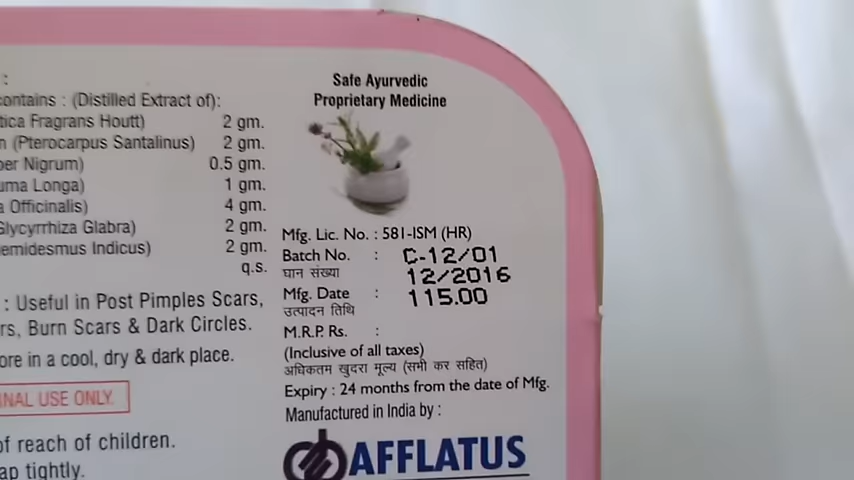 :
contains : (Distilled Extract of):
tica Fragrans Houtt) 2 gm.
n (Pterocarpus Santalinus) 2 gm.
per Nigrum) 0.5 gm.
uma Longa) 1 gm.
a Officinalis) 4 gm.
Glycyrrhiza Glabra) 2 gm.
emidesmus Indicus) 2 gm.
q.s.
: Useful in Post Pimples Scars,
rs, Burn Scars & Dark Circles.
ore in a cool, dry & dark place.
NAL USE ONLY.
of reach of children.
ap tightly.
Safe Ayurvedic
Proprietary Medicine
Mfg. Lic. No. : 581-ISM (HR)
Batch No. : C-12/01
घान संख्या
12/2016
Mfg. Date : 115.00
उत्पादन तिथि
M.R.P. Rs. :
(Inclusive of all taxes)
अधिकतम खुदरा मूल्य (सभी कर सहित)
Expiry : 24 months from the date of Mfg.
Manufactured in India by :
AFFLATUS